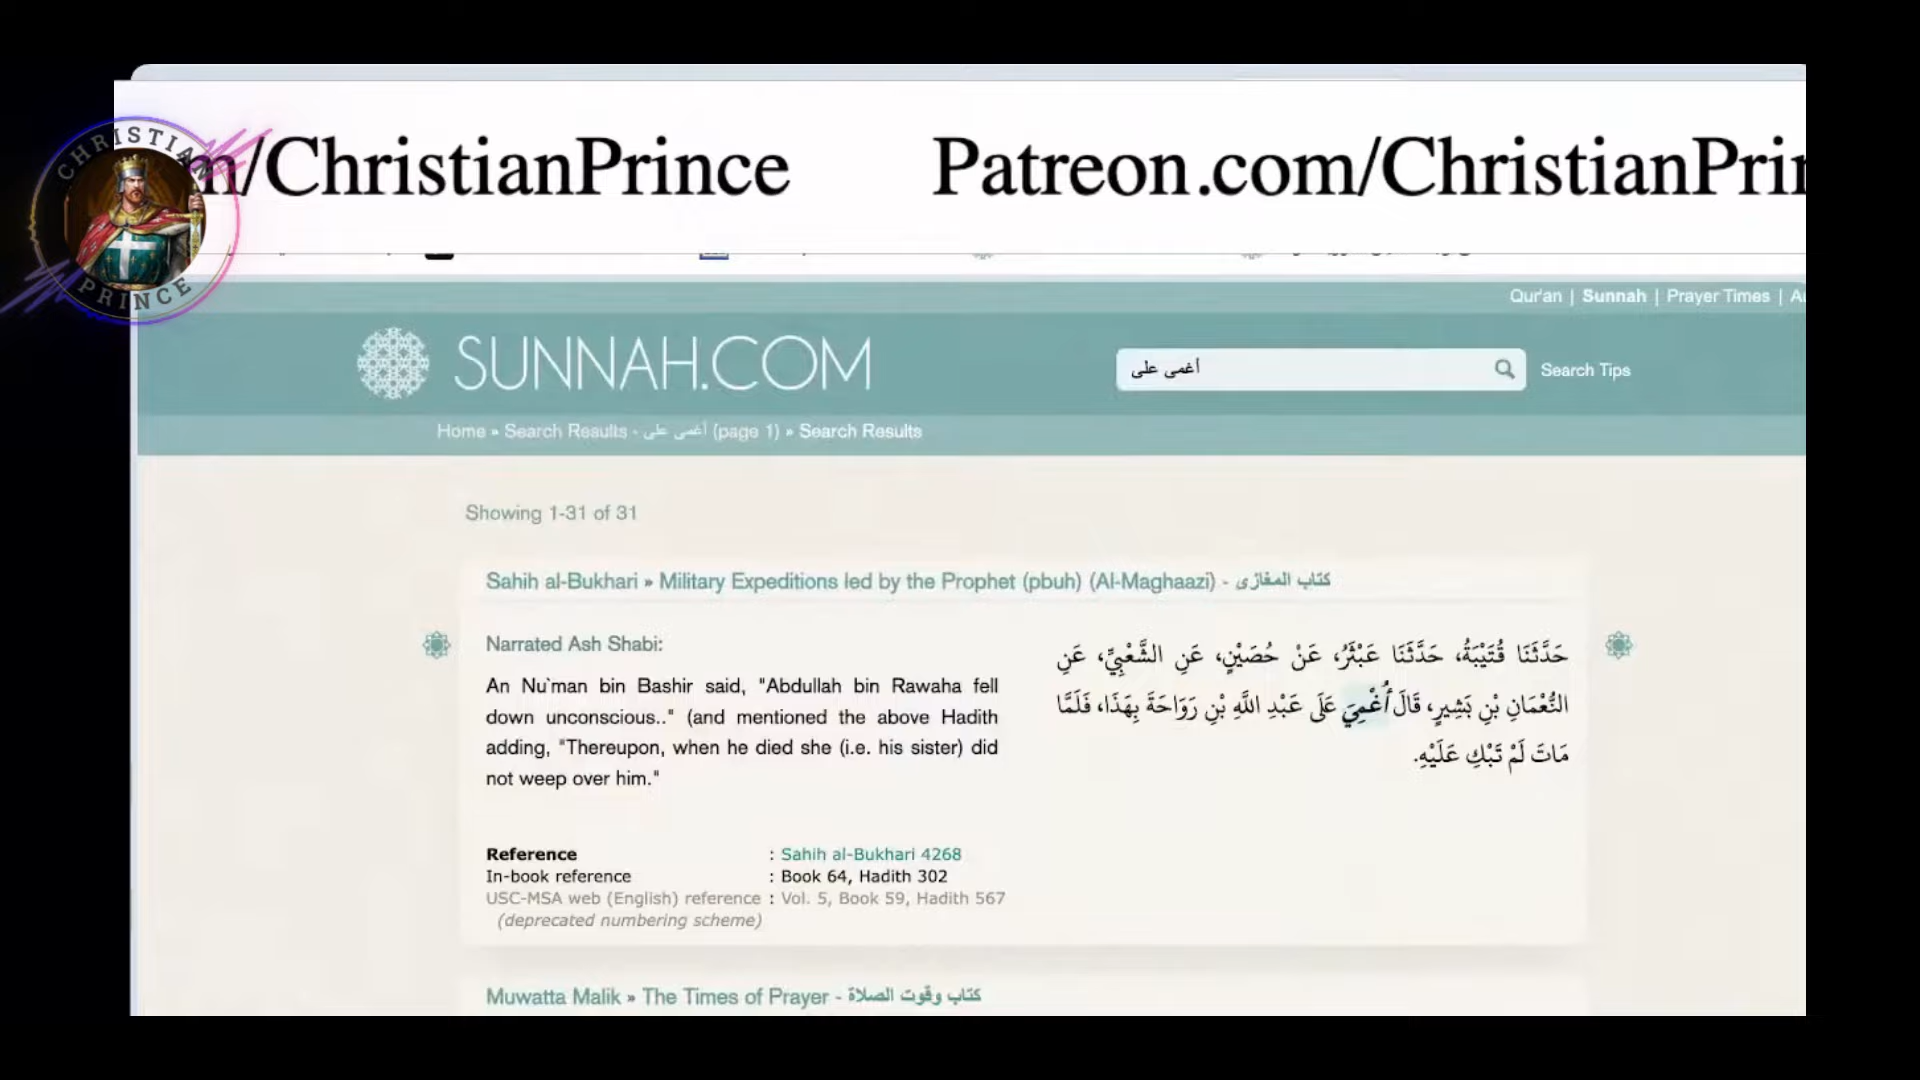 CHRISTIAN
PRINCE
m/ChristianPrince Patreon.com/ChristianPrin
Qur'an | Sunnah | Prayer Times |
SUNNAH.COM
أغمى على
Search Tips
Home » Search Results - أغمى على (page 1) » Search Results
Showing 1-31 of 31
Sahih al-Bukhari » Military Expeditions led by the Prophet (pbuh) (Al-Maghaazi) - كتاب المغازى
Narrated Ash Shabi:
An Nu`man bin Bashir said, "Abdullah bin Rawaha fell
down unconscious.." (and mentioned the above Hadith
adding, "Thereupon, when he died she (i.e. his sister) did
not weep over him."
حَدَّثَنَا قُتَيْبَةُ، حَدَّثَنَا عَبْثَرُ، عَنْ حُصَيْنٍ، عَنِ الشَّعْبِيِّ، عَنِ
النُّعْمَانِ بْنِ بَشِيرٍ، قَالَ أُغْمِيَ عَلَى عَبْدِ اللَّهِ بْنِ رَوَاحَةَ بِهَذَا، فَلَمَّا
مَاتَ لَمْ تَبْكِ عَلَيْهِ.
Reference : Sahih al-Bukhari 4268
In-book reference : Book 64, Hadith 302
USC-MSA web (English) reference : Vol. 5, Book 59, Hadith 567
(deprecated numbering scheme)
Muwatta Malik » The Times of Prayer - كتاب وقوت الصلاة